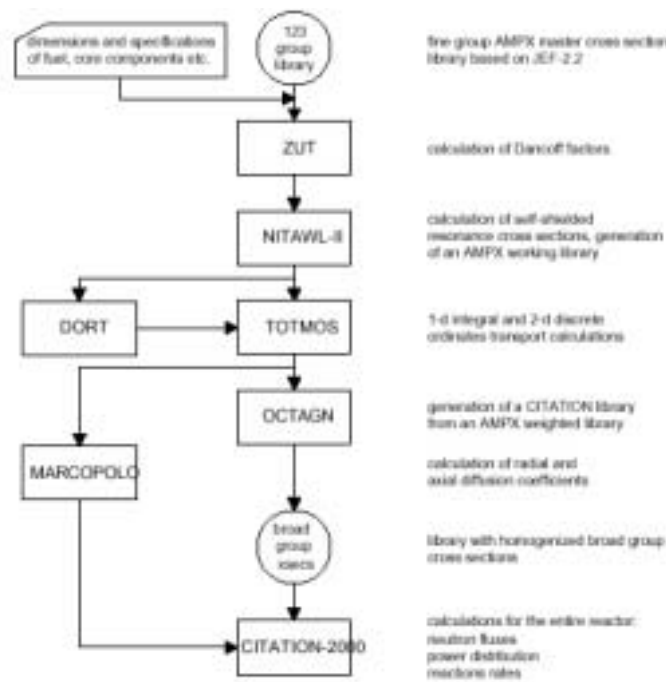 dimensions and specifications
of fuel, core components etc.
123
group
library
fine group AMPX master cross section
library based on JEF-2.2
ZUT
calculation of Dancoff factors
NITAWL-II
calculation of self-shielded
resonance cross sections, generation
of an AMPX working library
DORT
TOTMOS
1-d integral and 2-d discrete
ordinates transport calculations
OCTAGN
generation of a CITATION library
from an AMPX weighted library
MARCOPOLO
calculation of radial and
axial diffusion coefficients
broad
group
xsecs
library with homogenized broad group
cross sections
CITATION-2000
calculations for the entire reactor:
neutron fluxes
power distribution
reactions rates